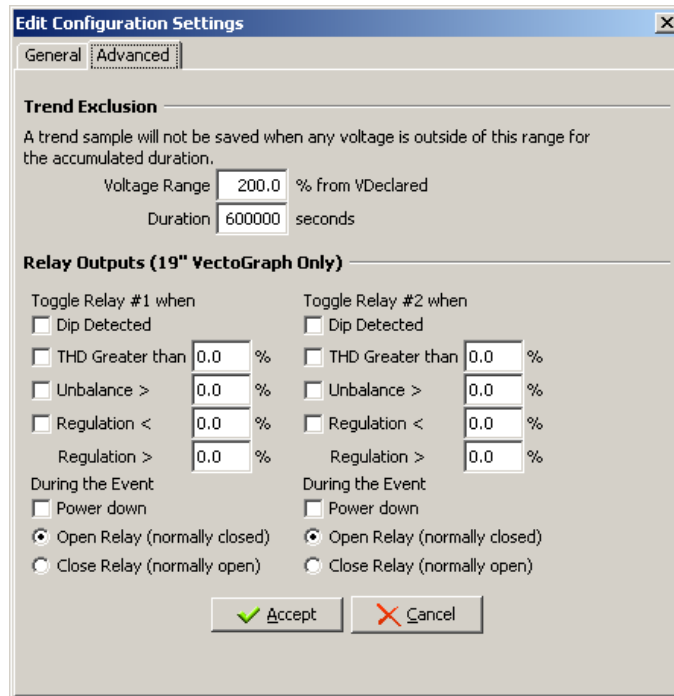 Edit Configuration Settings
General Advanced
Trend Exclusion
A trend sample will not be saved when any voltage is outside of this range for
the accumulated duration.
Voltage Range 200.0 % from VDeclared
Duration 600000 seconds
Relay Outputs (19" VectoGraph Only)
Toggle Relay #1 when
Dip Detected
THD Greater than 0.0 %
Unbalance > 0.0 %
Regulation < 0.0 %
Regulation > 0.0 %
During the Event
Power down
Open Relay (normally closed)
Close Relay (normally open)
Toggle Relay #2 when
Dip Detected
THD Greater than 0.0 %
Unbalance > 0.0 %
Regulation < 0.0 %
Regulation > 0.0 %
During the Event
Power down
Open Relay (normally closed)
Close Relay (normally open)
Accept Cancel